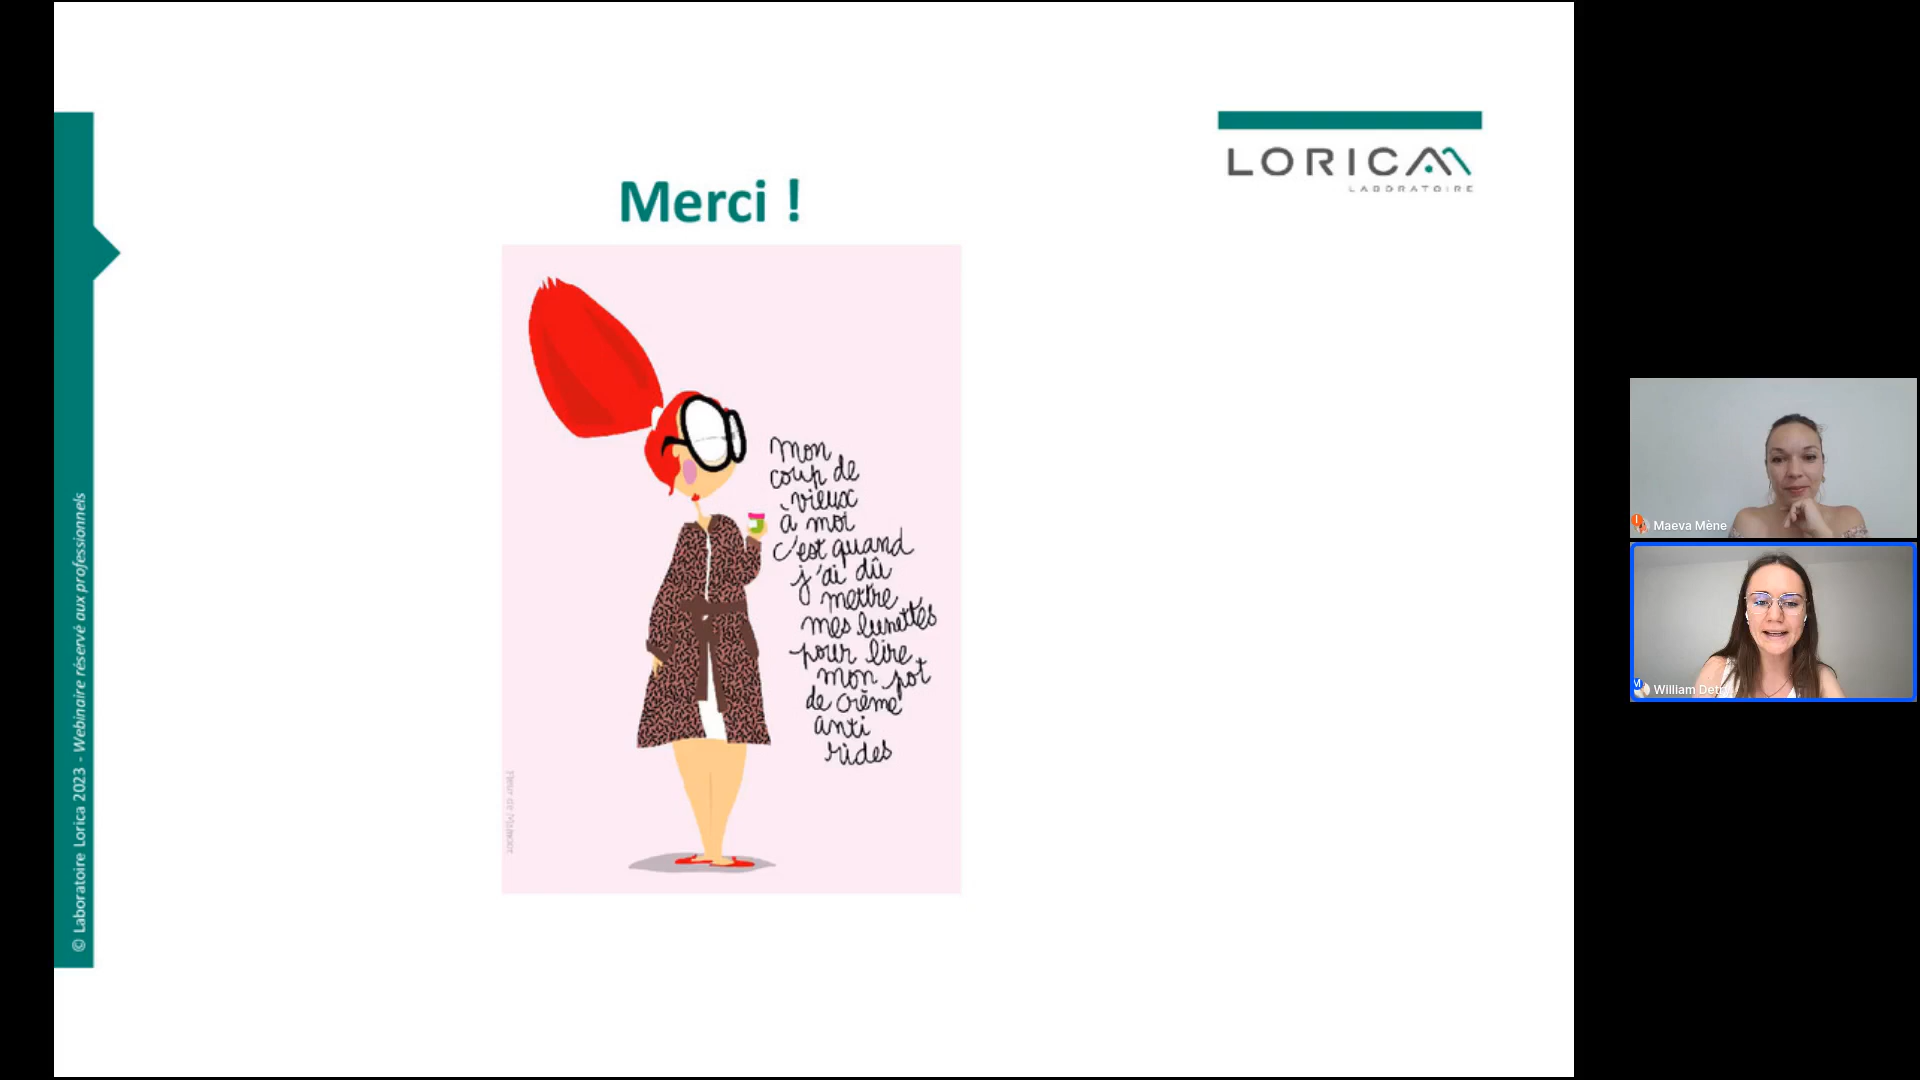 Merci !
LORICA
LABORATOIRE
mon
coup de
vieux
à moi
c'est quand
j'ai dû
mettre
mes lunettes
pour lire
mon pot
de crème
anti
rides
© Laboratoire Lorica 2023 - Webinaire réservé aux professionnels
Maeva Mène
William